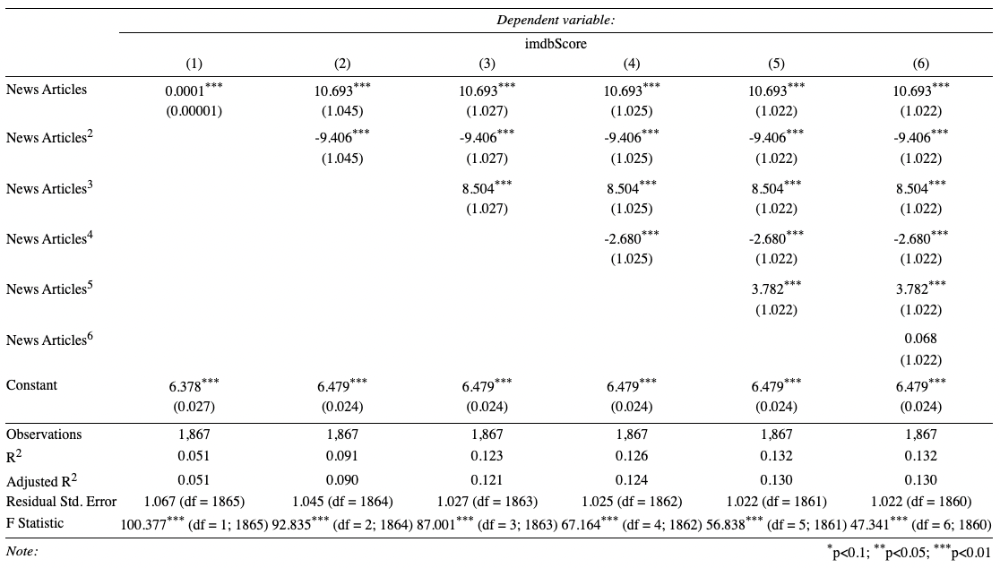 Dependent variable:
imdbScore
(1) (2) (3) (4) (5) (6)
News Articles 0.0001*** 10.693*** 10.693*** 10.693*** 10.693*** 10.693***
(0.00001) (1.045) (1.027) (1.025) (1.022) (1.022)
News Articles² -9.406*** -9.406*** -9.406*** -9.406*** -9.406***
(1.045) (1.027) (1.025) (1.022) (1.022)
News Articles³ 8.504*** 8.504*** 8.504*** 8.504***
(1.027) (1.025) (1.022) (1.022)
News Articles⁴ -2.680*** -2.680*** -2.680***
(1.025) (1.022) (1.022)
News Articles⁵ 3.782*** 3.782***
(1.022) (1.022)
News Articles⁶ 0.068
(1.022)
Constant 6.378*** 6.479*** 6.479*** 6.479*** 6.479*** 6.479***
(0.027) (0.024) (0.024) (0.024) (0.024) (0.024)
Observations 1,867 1,867 1,867 1,867 1,867 1,867
R² 0.051 0.091 0.123 0.126 0.132 0.132
Adjusted R² 0.051 0.090 0.121 0.124 0.130 0.130
Residual Std. Error 1.067 (df = 1865) 1.045 (df = 1864) 1.027 (df = 1863) 1.025 (df = 1862) 1.022 (df = 1861) 1.022 (df = 1860)
F Statistic 100.377*** (df = 1; 1865) 92.835*** (df = 2; 1864) 87.001*** (df = 3; 1863) 67.164*** (df = 4; 1862) 56.838*** (df = 5; 1861) 47.341*** (df = 6; 1860)
Note: *p<0.1; **p<0.05; ***p<0.01